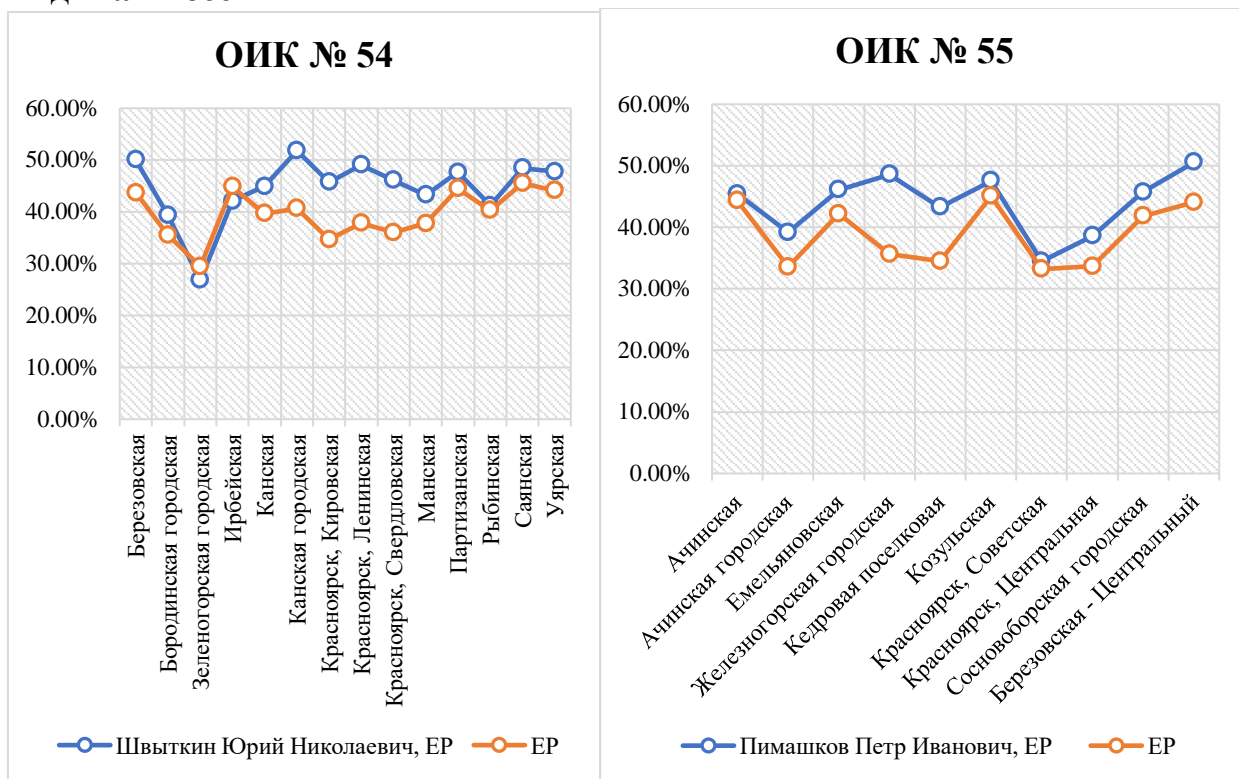 ОИК № 54
60.00%
50.00%
40.00%
30.00%
20.00%
10.00%
0.00%
Березовская
Бородинская городская
Зеленогорская городская
Ирбейская
Канская
Канская городская
Красноярск, Кировская
Красноярск, Ленинская
Красноярск, Свердловская
Манская
Партизанская
Рыбинская
Саянская
Уярская
Швыткин Юрий Николаевич, ЕР
ЕР
ОИК № 55
60.00%
50.00%
40.00%
30.00%
20.00%
10.00%
0.00%
Ачинская
Ачинская городская
Емельяновская
Железногорская городская
Кедровая поселковая
Козульская
Красноярск, Советская
Красноярск, Центральная
Сосновоборская городская
Березовская - Центральный
Пимашков Петр Иванович, ЕР
ЕР